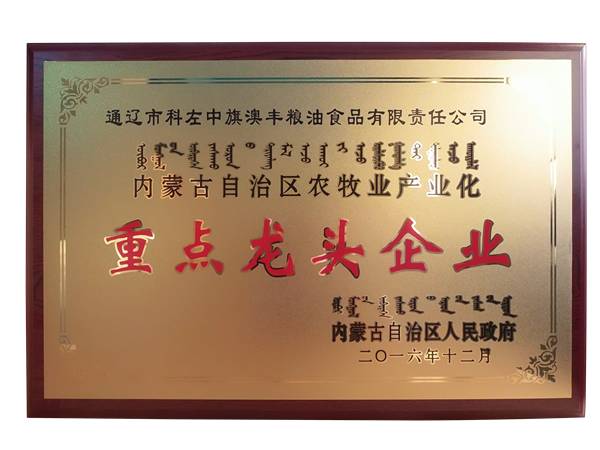 通辽市科左中旗澳丰粮油食品有限责任公司
内蒙古自治区农牧业产业化
重点龙头企业
内蒙古自治区人民政府
二〇一六年十二月